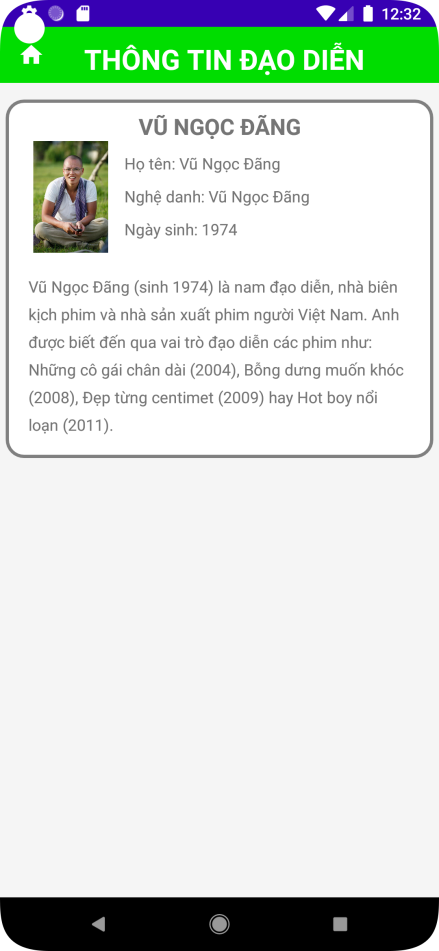 12:32
THÔNG TIN ĐẠO DIỄN
VŨ NGỌC ĐÃNG
Họ tên: Vũ Ngọc Đãng
Nghệ danh: Vũ Ngọc Đãng
Ngày sinh: 1974
Vũ Ngọc Đãng (sinh 1974) là nam đạo diễn, nhà biên
kịch phim và nhà sản xuất phim người Việt Nam. Anh
được biết đến qua vai trò đạo diễn các phim như:
Những cô gái chân dài (2004), Bỗng dưng muốn khóc
(2008), Đẹp từng centimet (2009) hay Hot boy nổi
loạn (2011).